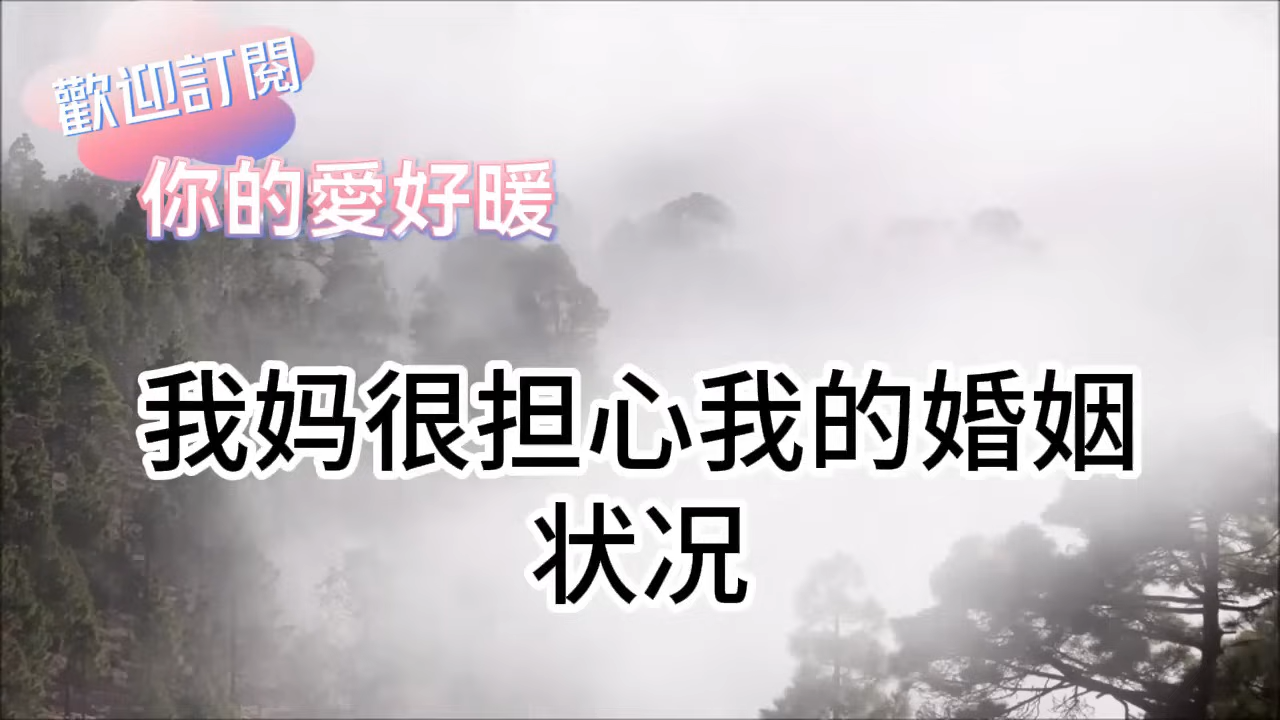 歡迎訂閱
你的愛好暖
我妈很担心我的婚姻
状况